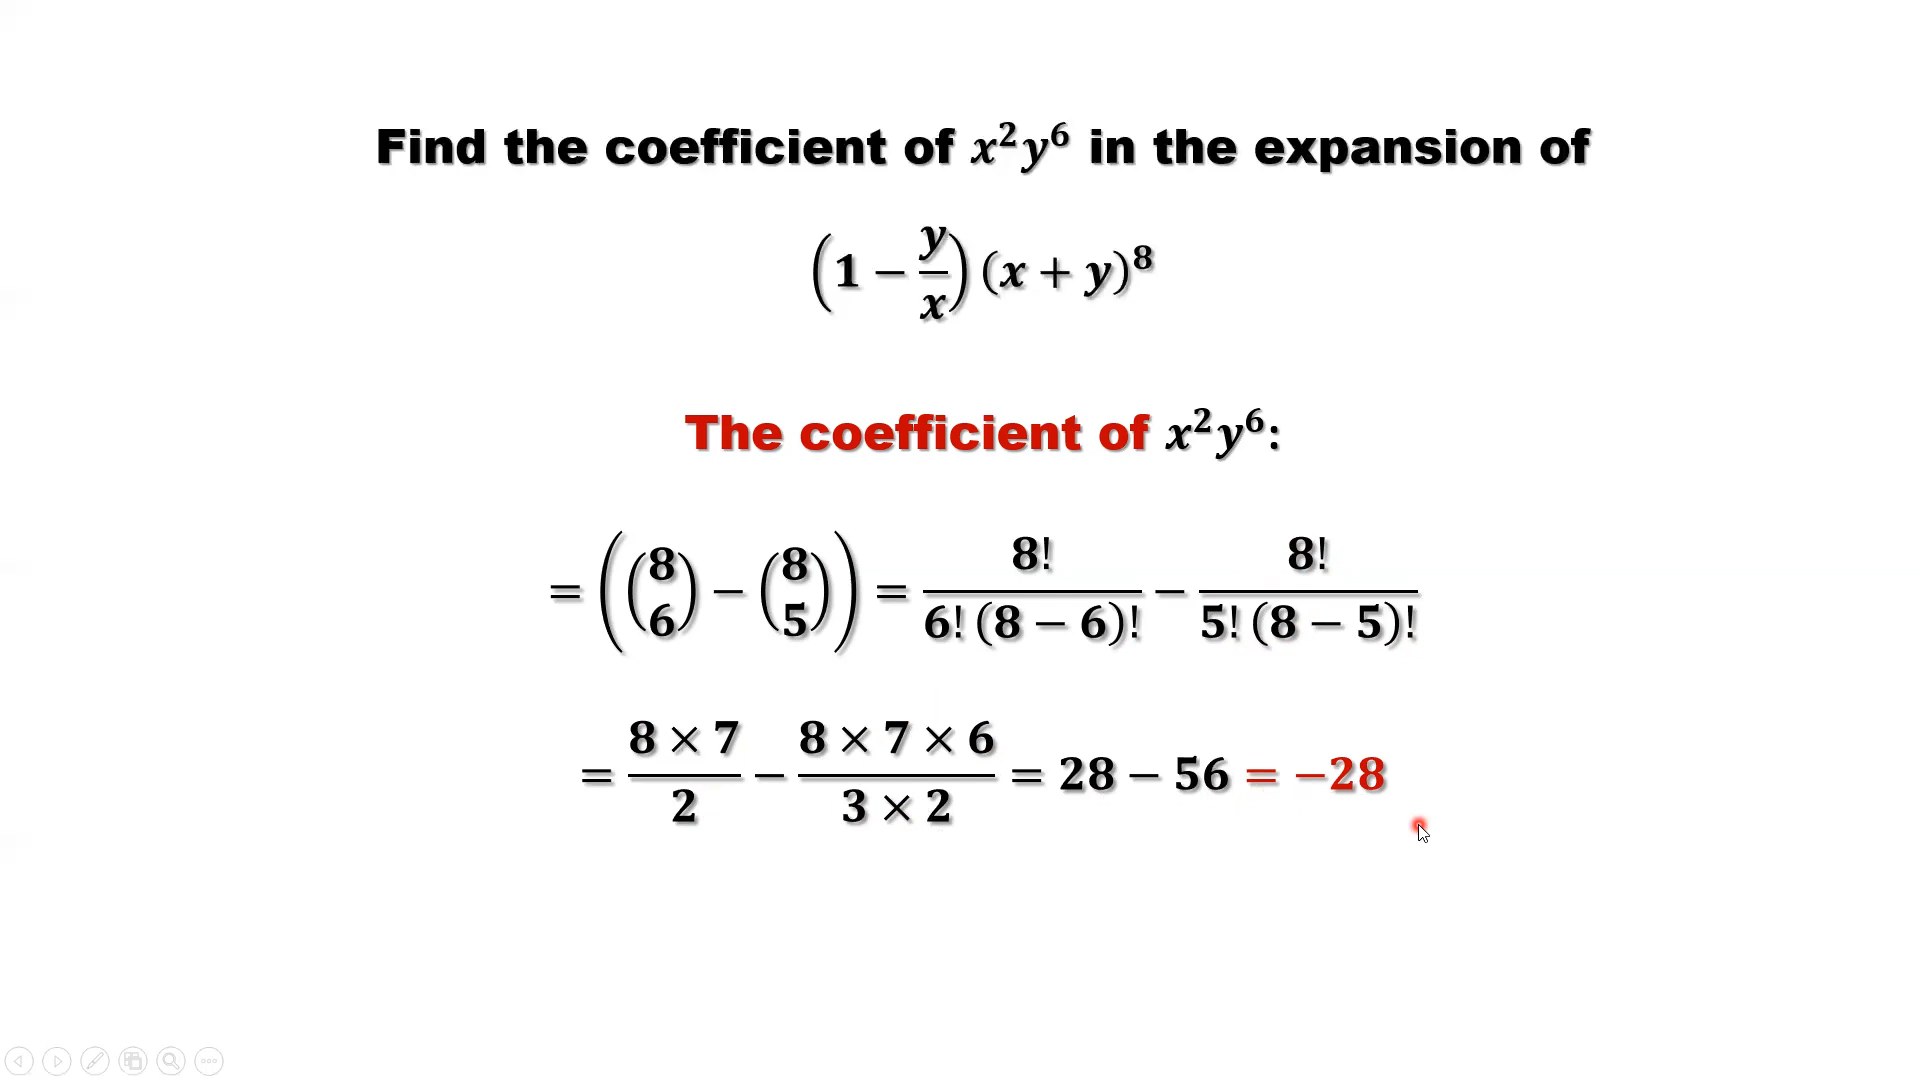 Find the coefficient of x²y⁶ in the expansion of
(1 − y/x) (x + y)⁸
The coefficient of x²y⁶:
= ((8 6) − (8 5)) = 8!/(6! (8 − 6)!) − 8!/(5! (8 − 5)!)
= (8 × 7)/2 − (8 × 7 × 6)/(3 × 2) = 28 − 56 = −28